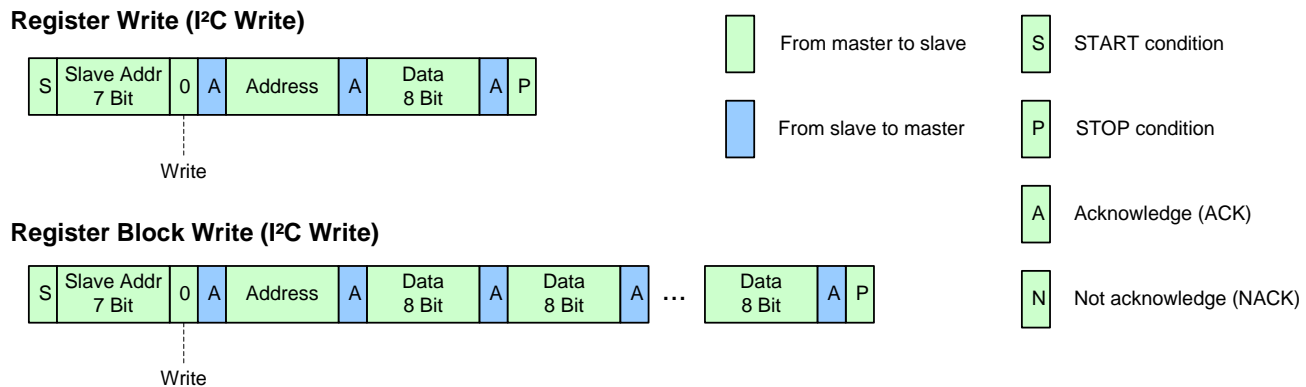 Register Write (I²C Write)
S Slave Addr 7 Bit 0 A Address A Data 8 Bit A P
Write
Register Block Write (I²C Write)
S Slave Addr 7 Bit 0 A Address A Data 8 Bit A Data 8 Bit A ... Data 8 Bit A P
Write
From master to slave
From slave to master
S START condition
P STOP condition
A Acknowledge (ACK)
N Not acknowledge (NACK)